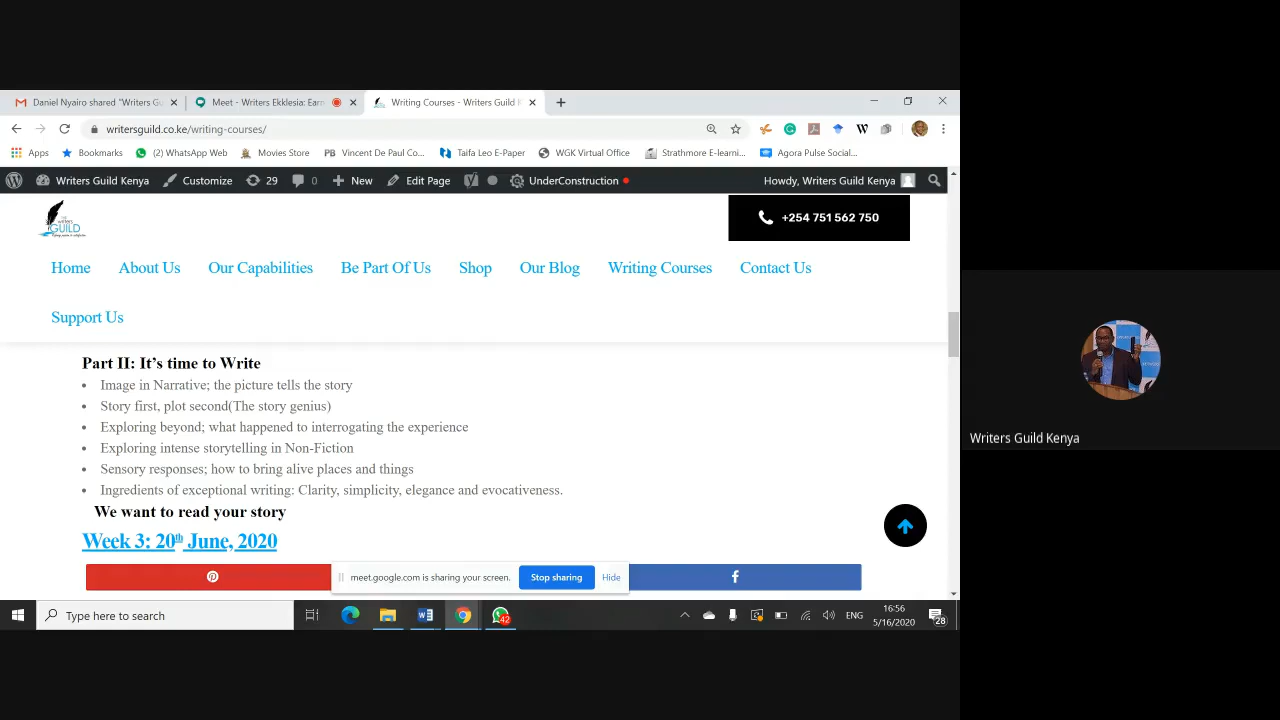 Daniel Nyairo shared "Writers Gu
Meet - Writers Ekklesia: Earn
Writing Courses - Writers Guild K
writersguild.co.ke/writing-courses/
Apps Bookmarks (2) WhatsApp Web Movies Store PB Vincent De Paul Co... Taifa Leo E-Paper WGK Virtual Office Strathmore E-learni... Agora Pulse Social...
Writers Guild Kenya Customize 29 0 New Edit Page UnderConstruction Howdy, Writers Guild Kenya
GUILD
+254 751 562 750
Home About Us Our Capabilities Be Part Of Us Shop Our Blog Writing Courses Contact Us
Support Us
Part II: It's time to Write
Image in Narrative; the picture tells the story
Story first, plot second(The story genius)
Exploring beyond; what happened to interrogating the experience
Writers Guild Kenya
Exploring intense storytelling in Non-Fiction
Sensory responses; how to bring alive places and things
Ingredients of exceptional writing: Clarity, simplicity, elegance and evocativeness.
We want to read your story
Week 3: 20th June, 2020
meet.google.com is sharing your screen. Stop sharing Hide
Type here to search
42
ENG
16:56
5/16/2020
28